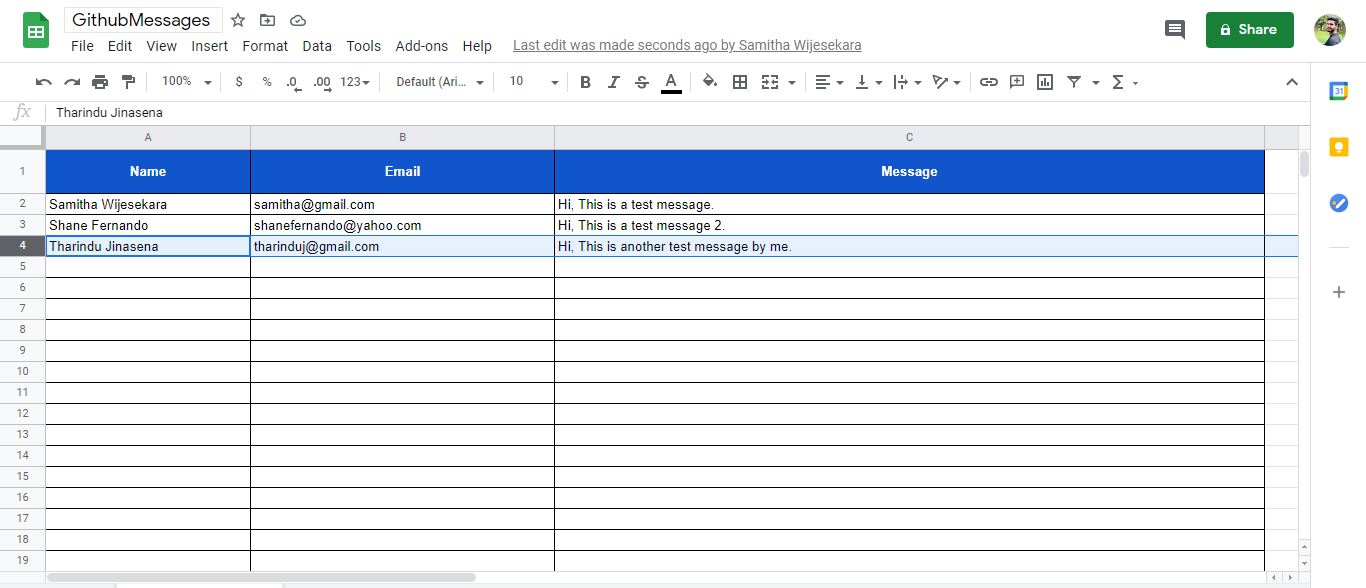 GithubMessages
File Edit View Insert Format Data Tools Add-ons Help Last edit was made seconds ago by Samitha Wijesekara
Share
100% $ % .0 .00 123 Default (Ari... 10 B I S A Σ
31
fx Tharindu Jinasena
A B C
1 Name Email Message
2 Samitha Wijesekara samitha@gmail.com Hi, This is a test message.
3 Shane Fernando shanefernando@yahoo.com Hi, This is a test message 2.
4 Tharindu Jinasena tharinduj@gmail.com Hi, This is another test message by me.
5
6
7
8
9
10
11
12
13
14
15
16
17
18
19